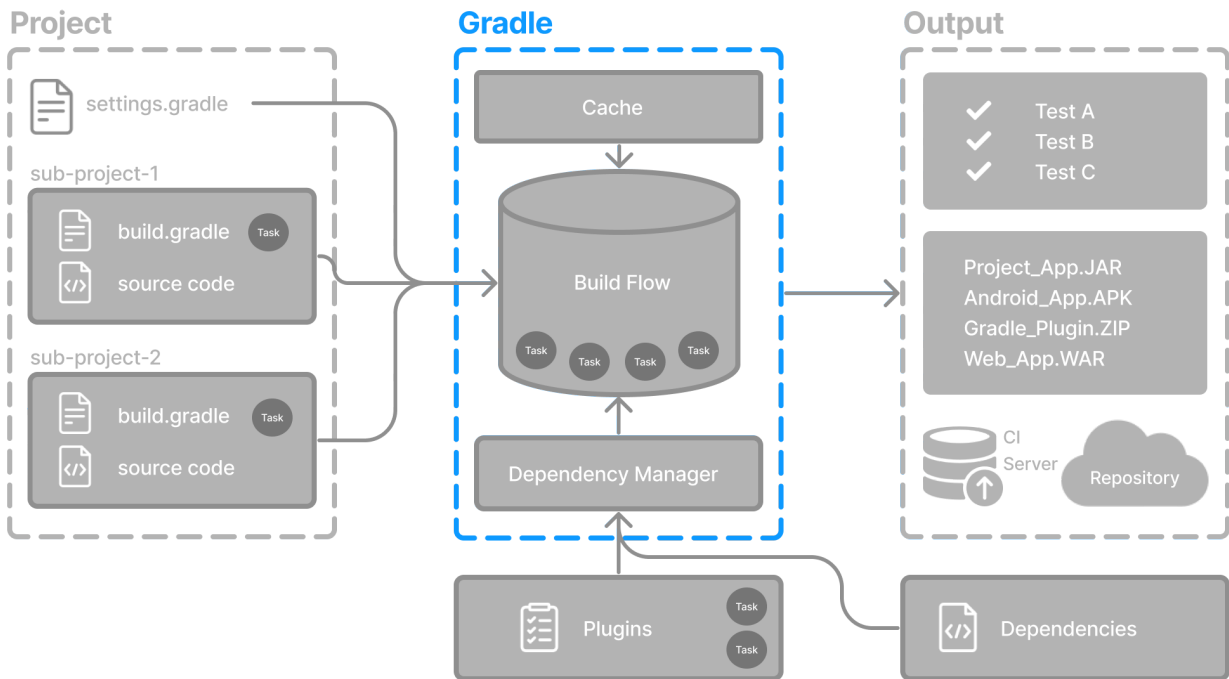 Project
settings.gradle
sub-project-1
build.gradle
Task
source code
sub-project-2
build.gradle
Task
source code
Gradle
Cache
Build Flow
Task
Task
Task
Task
Dependency Manager
Plugins
Task
Task
Output
Test A
Test B
Test C
Project_App.JAR
Android_App.APK
Gradle_Plugin.ZIP
Web_App.WAR
CI
Server
Repository
Dependencies